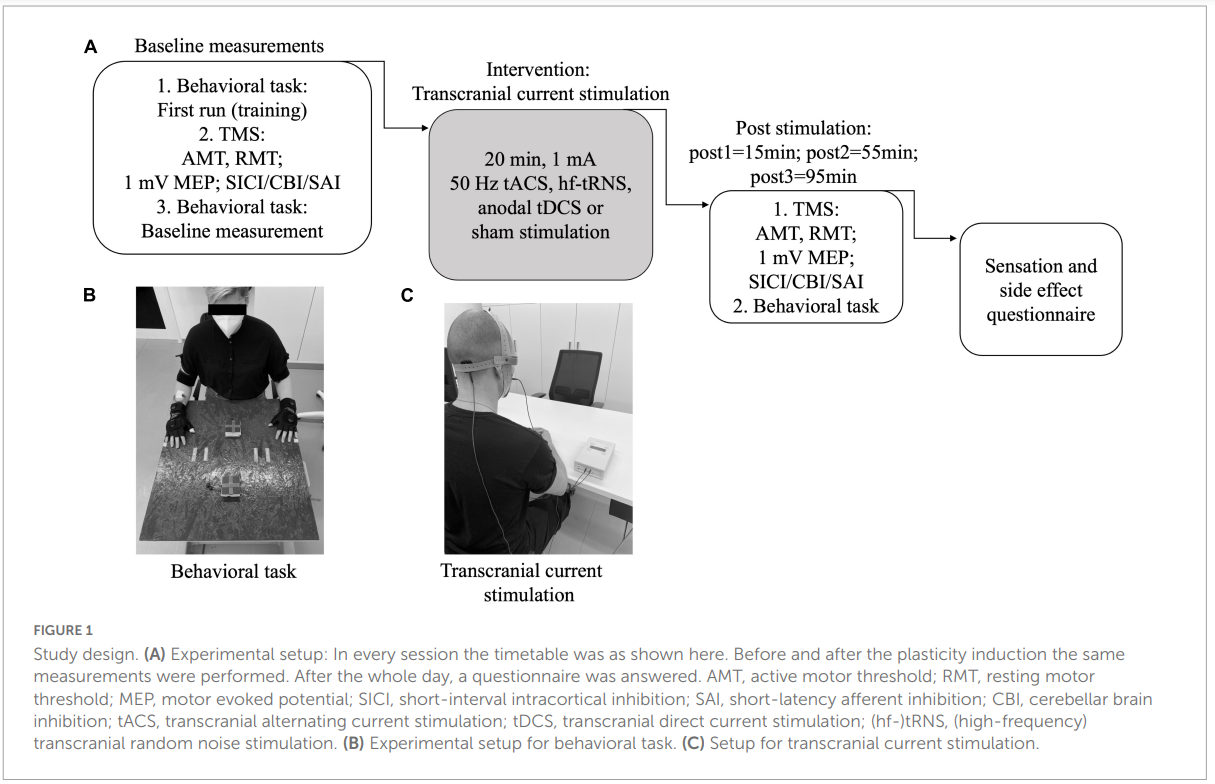 A
Baseline measurements
1. Behavioral task:
First run (training)
2. TMS:
AMT, RMT;
1 mV MEP; SICI/CBI/SAI
3. Behavioral task:
Baseline measurement
Intervention:
Transcranial current stimulation
20 min, 1 mA
50 Hz tACS, hf-tRNS,
anodal tDCS or
sham stimulation
Post stimulation:
post1=15min; post2=55min;
post3=95min
1. TMS:
AMT, RMT;
1 mV MEP;
SICI/CBI/SAI
2. Behavioral task
Sensation and
side effect
questionnaire
B
Behavioral task
C
Transcranial current
stimulation
FIGURE 1
Study design. (A) Experimental setup: In every session the timetable was as shown here. Before and after the plasticity induction the same
measurements were performed. After the whole day, a questionnaire was answered. AMT, active motor threshold; RMT, resting motor
threshold; MEP, motor evoked potential; SICI, short-interval intracortical inhibition; SAI, short-latency afferent inhibition; CBI, cerebellar brain
inhibition; tACS, transcranial alternating current stimulation; tDCS, transcranial direct current stimulation; (hf-)tRNS, (high-frequency)
transcranial random noise stimulation. (B) Experimental setup for behavioral task. (C) Setup for transcranial current stimulation.